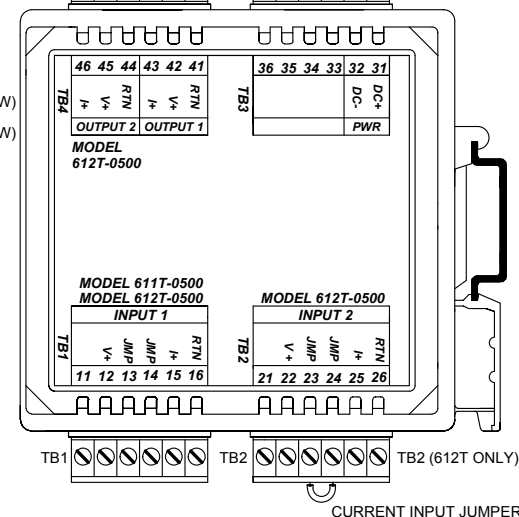 46 45 44 43 42 41
36 35 34 33 32 31
TB4
I+ V+ RTN I+ V+ RTN
TB3
DC- DC+
W)
W)
OUTPUT 2 OUTPUT 1
PWR
MODEL
612T-0500
MODEL 611T-0500
MODEL 612T-0500
INPUT 1
MODEL 612T-0500
INPUT 2
TB1
V+ JMP JMP I+ RTN
TB2
V+ JMP JMP I+ RTN
11 12 13 14 15 16
21 22 23 24 25 26
TB1
TB2
TB2 (612T ONLY)
CURRENT INPUT JUMPER